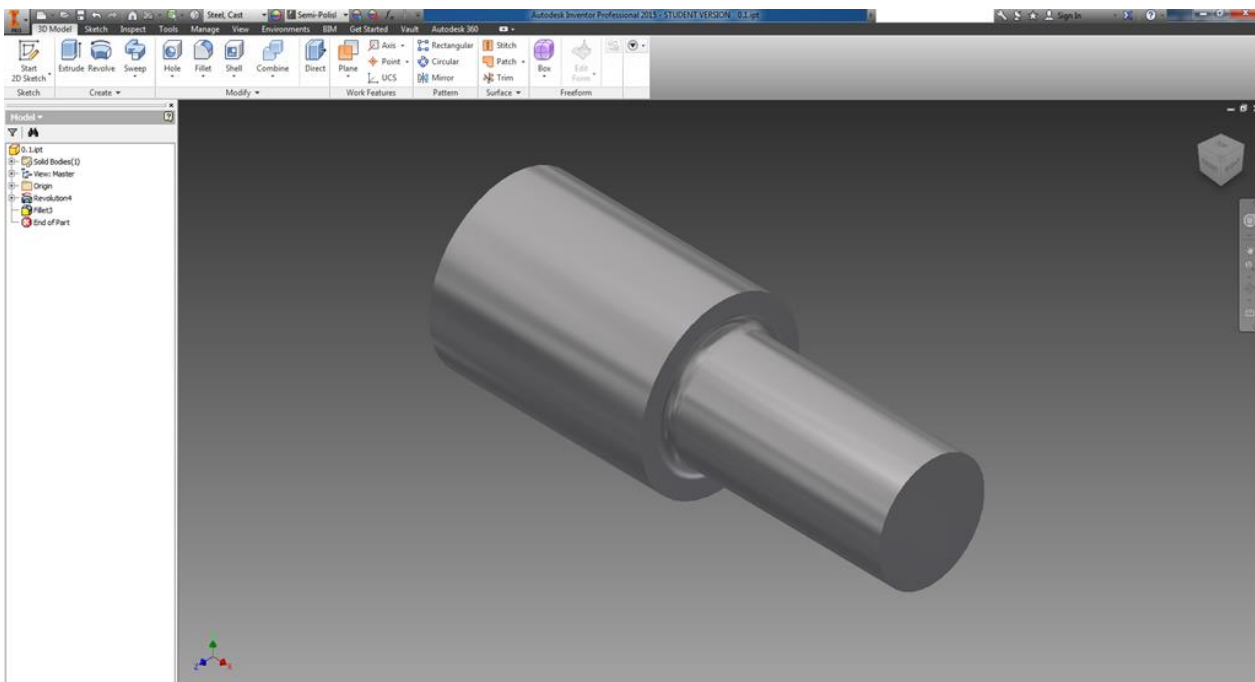 Steel, Cast Semi-Polisl Autodesk Inventor Professional 2015 - STUDENT VERSION 0.1.ipt Sign In
3D Model Sketch Inspect Tools Manage View Environments BIM Get Started Vault Autodesk 360
Start
2D Sketch
Extrude Revolve Sweep Hole Fillet Shell Combine Direct Plane Box Edit
Form
Axis
Point
UCS
Rectangular
Circular
Mirror
Stitch
Patch
Trim
Sketch Create Modify Work Features Pattern Surface Freeform
Model
0.1.ipt
Solid Bodies(1)
View: Master
Origin
Revolution4
Fillet3
End of Part
Z
X